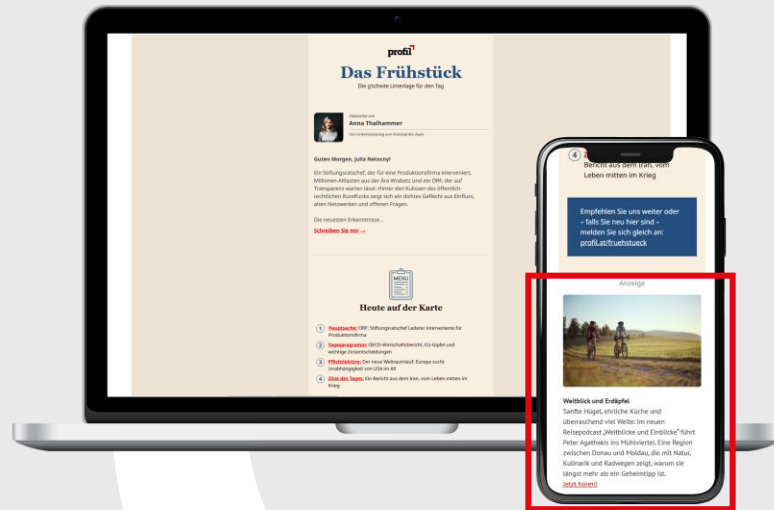 profil
Das Frühstück
Die g'scheite Unterlage für den Tag
Anna Thalhammer
mit Unterstützung von
Guten Morgen, Julia
Ein Stiftungsratschef, der für eine Produktionsfirma interveniert,
Millionen-Altlasten aus der Ära Wrabetz und ein ORF, der auf
Transparenz warten lässt: Hinter den Kulissen des öffentlich-
rechtlichen Rundfunks zeigt sich ein dichtes Geflecht aus Einfluss,
alten Netzwerken und offenen Fragen.
Die neuesten Erkenntnisse...
Schreiben Sie mir →
MENU
Heute auf der Karte
1 Hauptsache: ORF: Stiftungsratschef Lederer intervenierte für
Produktionsfirma
2 Tagesprogramm: OECD-Wirtschaftsbericht, EU-Gipfel und
wichtige Zinsentscheidungen
3 Pflichtlektüre: Der neue Weltraumlauf: Europa sucht
Unabhängigkeit von USA im All
4 Zitat des Tages: Ein Bericht aus dem Iran, vom Leben mitten im
Krieg
4
Bericht aus dem Iran, vom
Leben mitten im Krieg
Empfehlen Sie uns weiter oder
– falls Sie neu hier sind –
melden Sie sich gleich an:
profil.at/fruehstueck
Anzeige
Weitblick und Erdäpfel
Sanfte Hügel, ehrliche Küche und
überraschend viel Weite: Im neuen
Reisepodcast „Weitblicke und Einblicke“ führt
Peter Agathakis ins Mühlviertel. Eine Region
zwischen Donau und Moldau, die mit Natur,
Kulinarik und Radwegen zeigt, warum sie
längst mehr als ein Geheimtipp ist.
Jetzt hören!